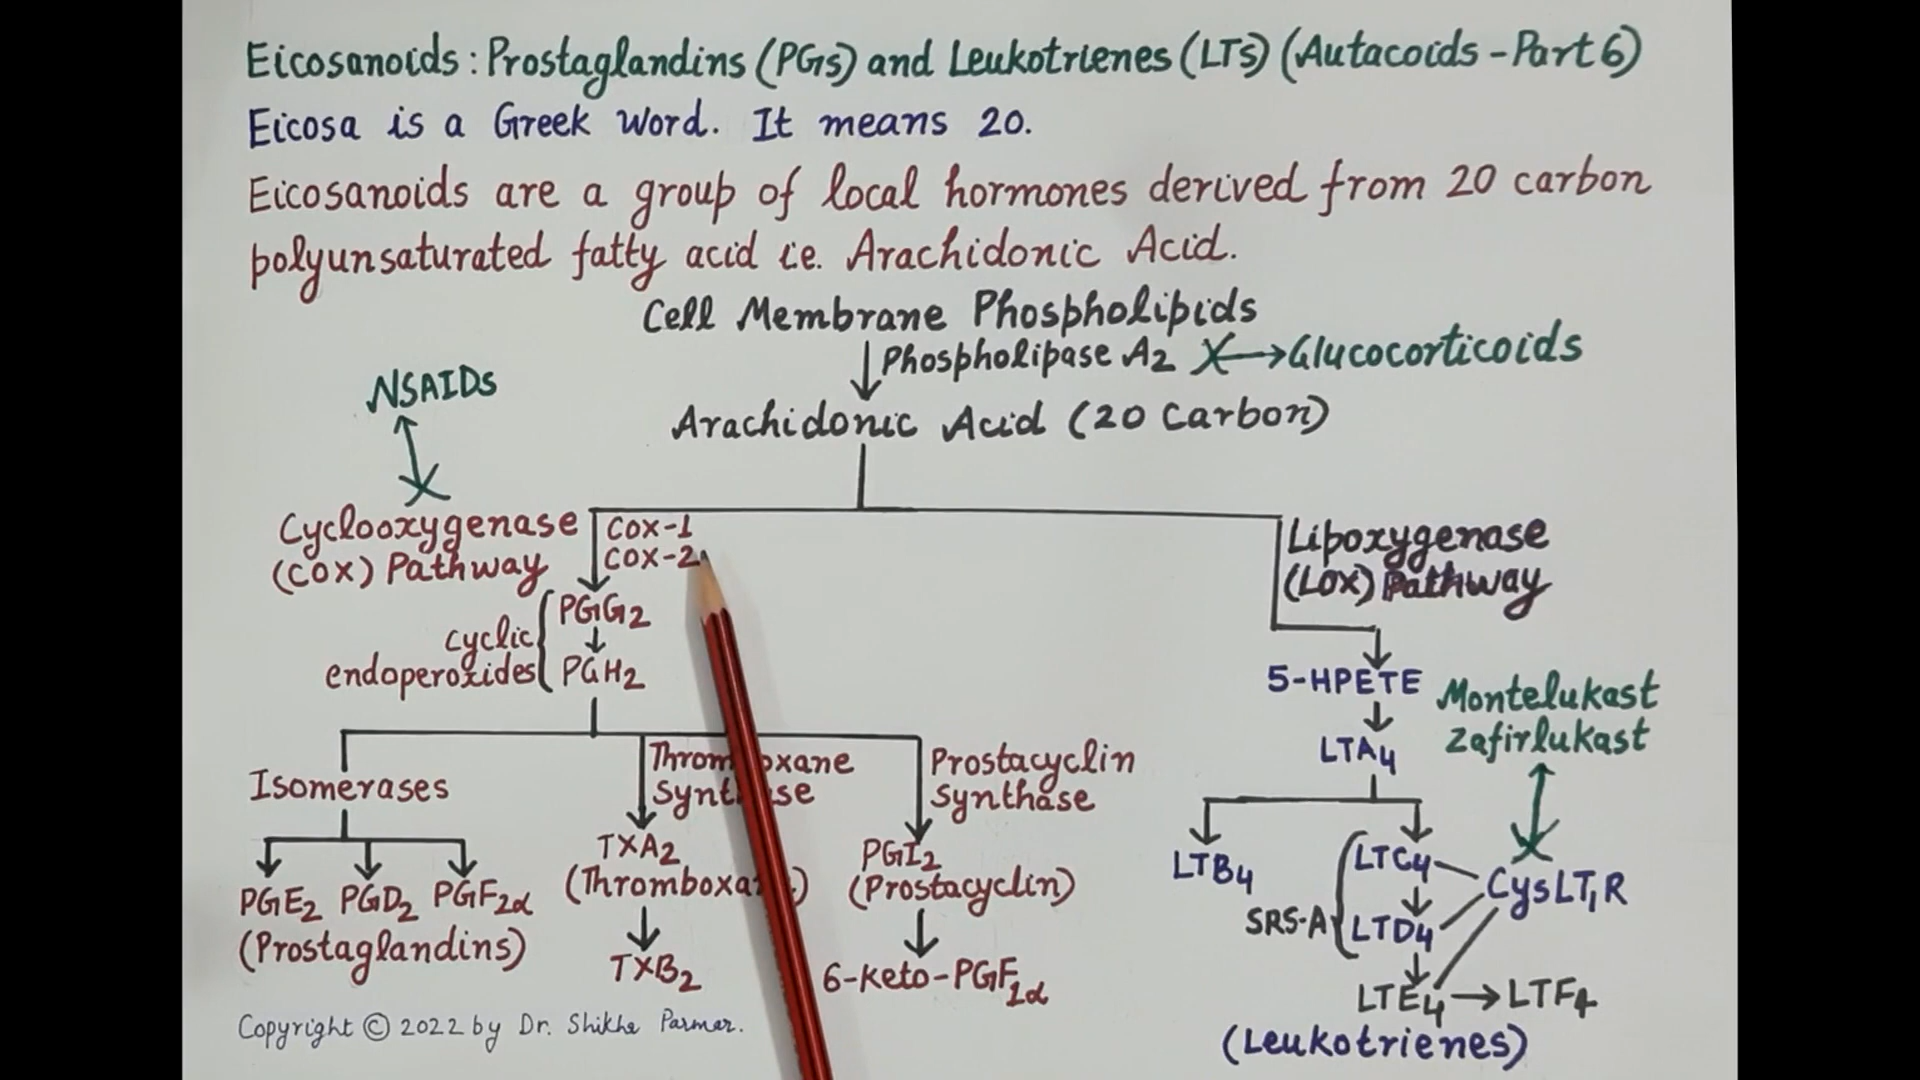 Eicosanoids: Prostaglandins (PGs) and Leukotrienes (LTs) (Autacoids-Part 6)
Eicosa is a Greek word. It means 20.
Eicosanoids are a group of local hormones derived from 20 carbon
polyunsaturated fatty acid i.e. Arachidonic Acid.
Cell Membrane Phospholipids
Phospholipase A2 X→Glucocorticoids
NSAIDs
Arachidonic Acid (20 Carbon)
Cyclooxygenase
(COX) Pathway
COX-1
COX-2
Lipoxygenase
(LOX) Pathway
cyclic
endoperoxides
PGG2
PGH2
5-HPETE
LTA4
Montelukast
Zafirlukast
Isomerases
Thromboxane
Synthase
Prostacyclin
Synthase
PGE2 PGD2 PGF2α
(Prostaglandins)
TXA2
TXB2
PGI2
(Prostacyclin)
6-keto-PGF1α
LTB4
LTC4
SRS-A
LTD4
CysLT1R
LTE4→LTF4
(Leukotrienes)
Copyright © 2022 by Dr. Shikha Parmar.